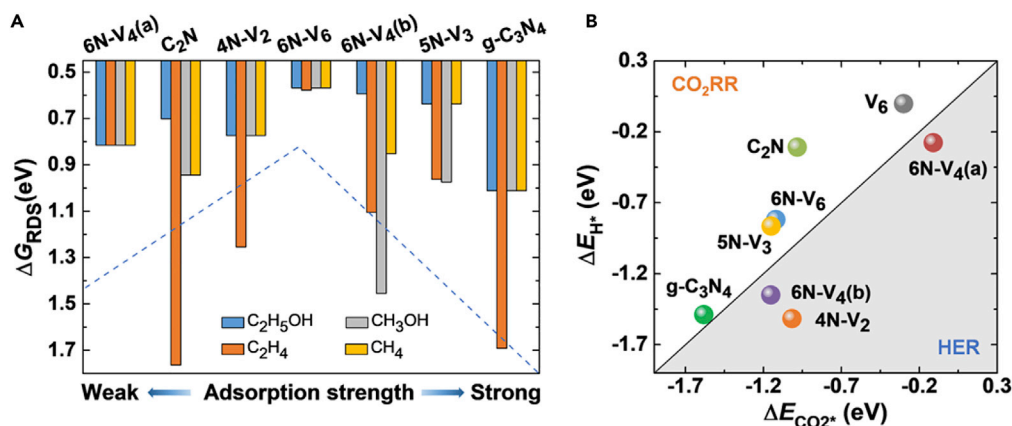 A
6N-V4(a) C2N 4N-V2 6N-V6 6N-V4(b) 5N-V3 g-C3N4
0.5
0.7
0.9
1.1
1.3
1.5
1.7
ΔGRDS(eV)
C2H5OH CH3OH
C2H4 CH4
Weak Adsorption strength Strong
B
0.3
-0.2
-0.7
-1.2
-1.7
ΔEH* (eV)
CO2RR
V6
C2N
6N-V4(a)
6N-V6
5N-V3
g-C3N4
6N-V4(b)
4N-V2
HER
-1.7 -1.2 -0.7 -0.2 0.3
ΔECO2* (eV)